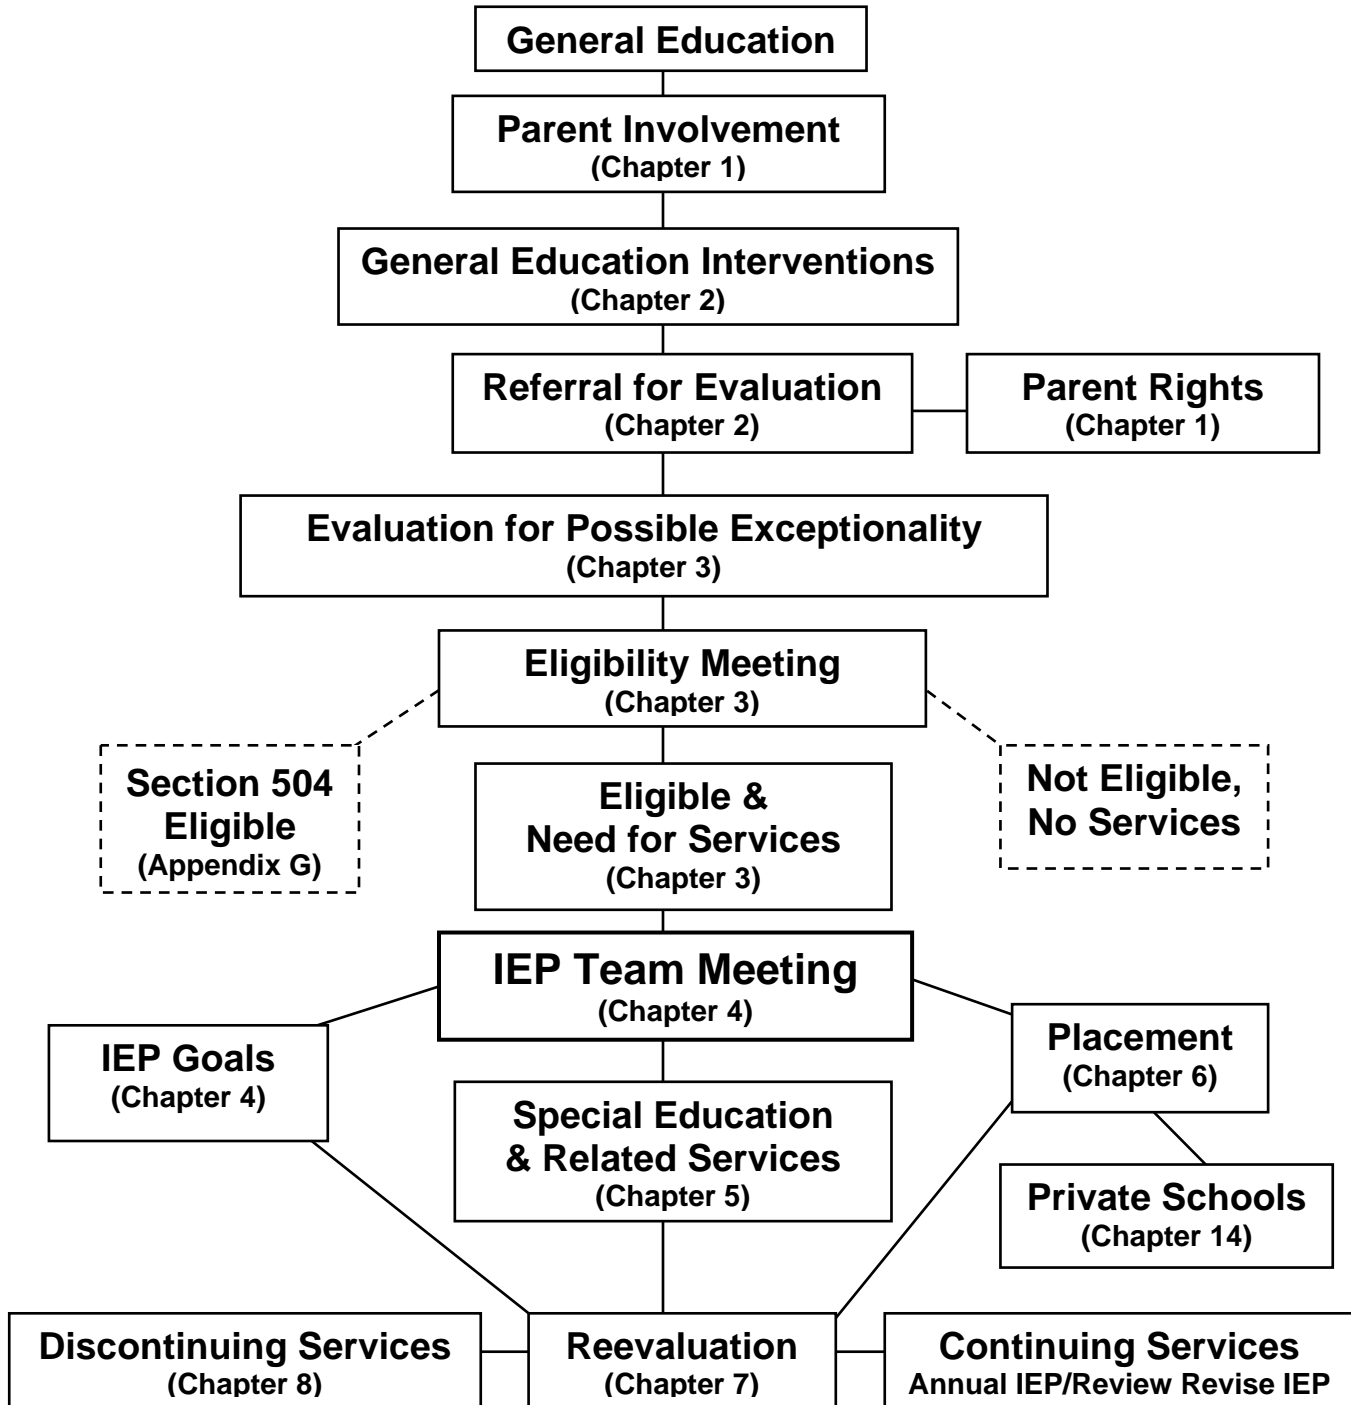 General Education
Parent Involvement
(Chapter 1)
General Education Interventions
(Chapter 2)
Referral for Evaluation
(Chapter 2)
Parent Rights
(Chapter 1)
Evaluation for Possible Exceptionality
(Chapter 3)
Eligibility Meeting
(Chapter 3)
Section 504
Eligible
(Appendix G)
Eligible &
Need for Services
(Chapter 3)
Not Eligible,
No Services
IEP Team Meeting
(Chapter 4)
IEP Goals
(Chapter 4)
Special Education
& Related Services
(Chapter 5)
Placement
(Chapter 6)
Private Schools
(Chapter 14)
Discontinuing Services
(Chapter 8)
Reevaluation
(Chapter 7)
Continuing Services
Annual IEP/Review Revise IEP